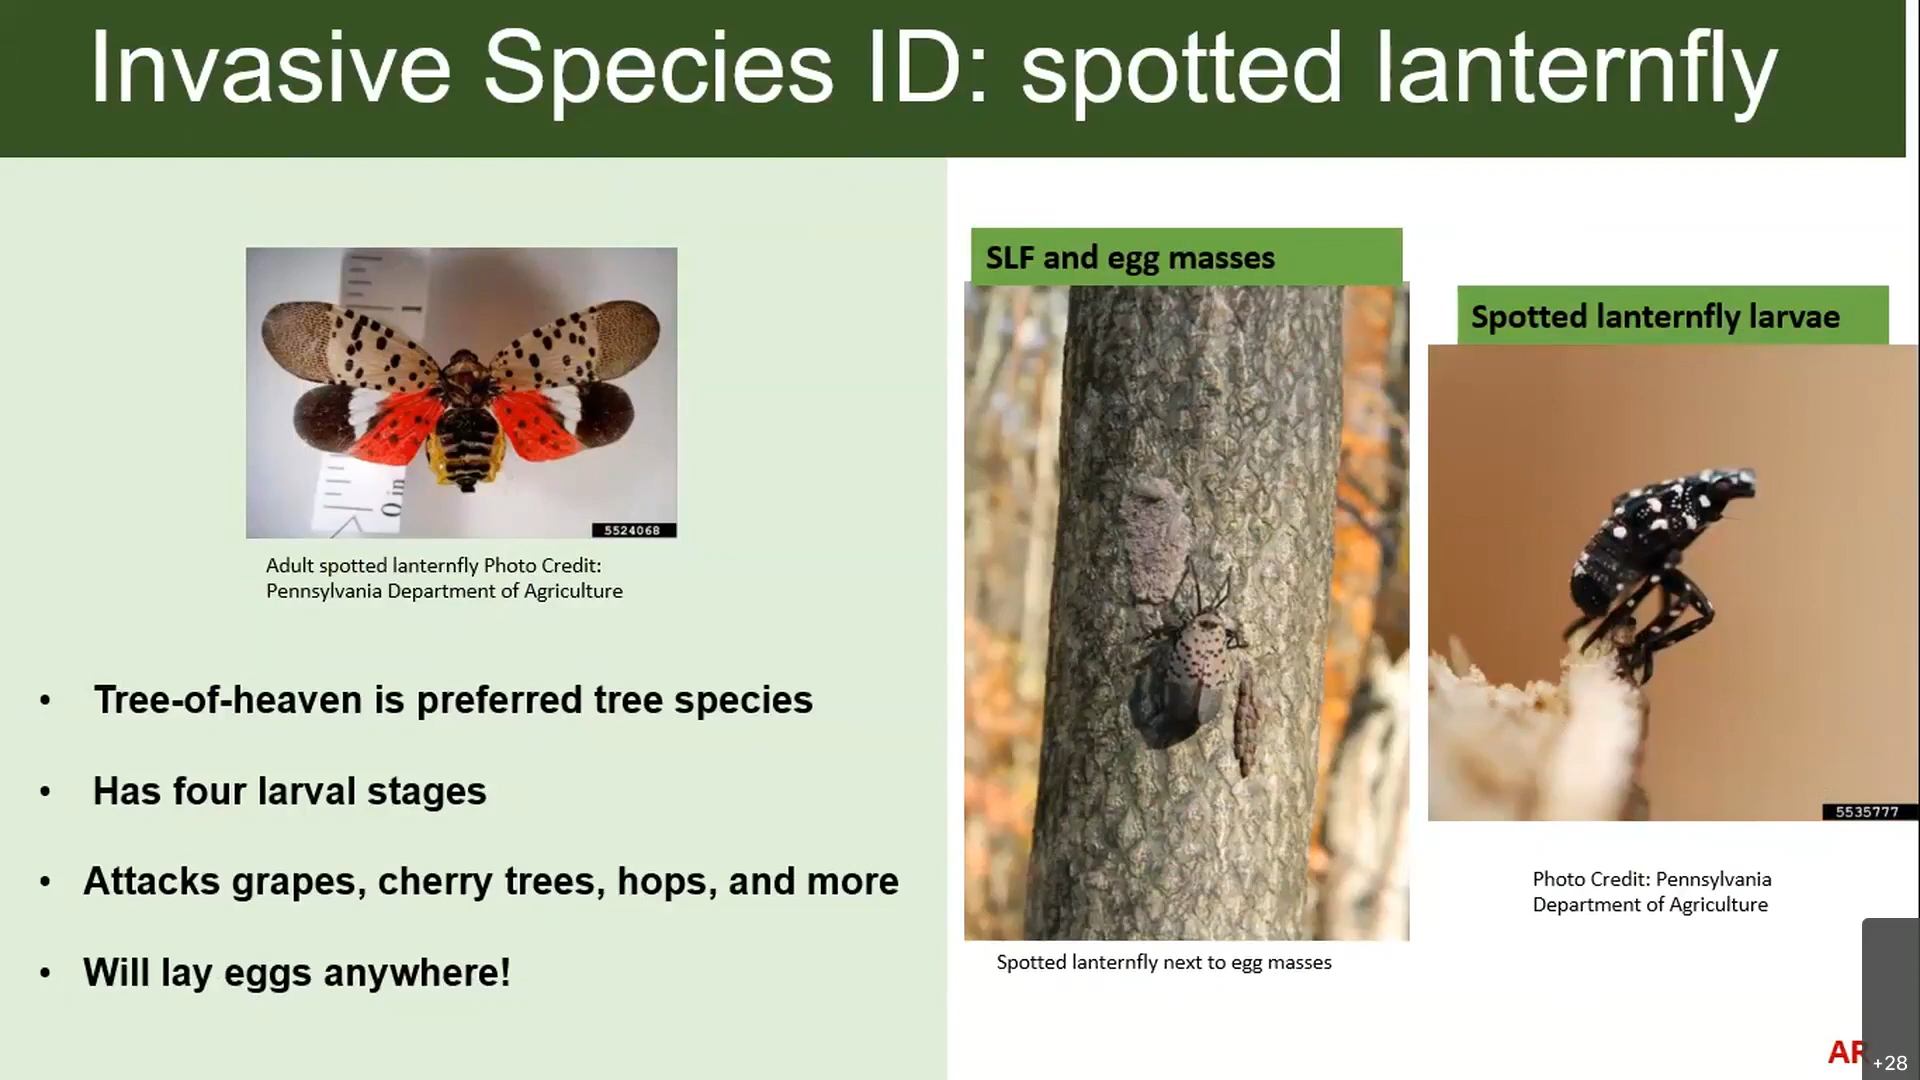 Invasive Species ID: spotted lanternfly
0 in
5524068
Adult spotted lanternfly Photo Credit:
Pennsylvania Department of Agriculture
• Tree-of-heaven is preferred tree species
• Has four larval stages
• Attacks grapes, cherry trees, hops, and more
• Will lay eggs anywhere!
SLF and egg masses
Spotted lanternfly next to egg masses
Spotted lanternfly larvae
5535777
Photo Credit: Pennsylvania
Department of Agriculture
AR
+28